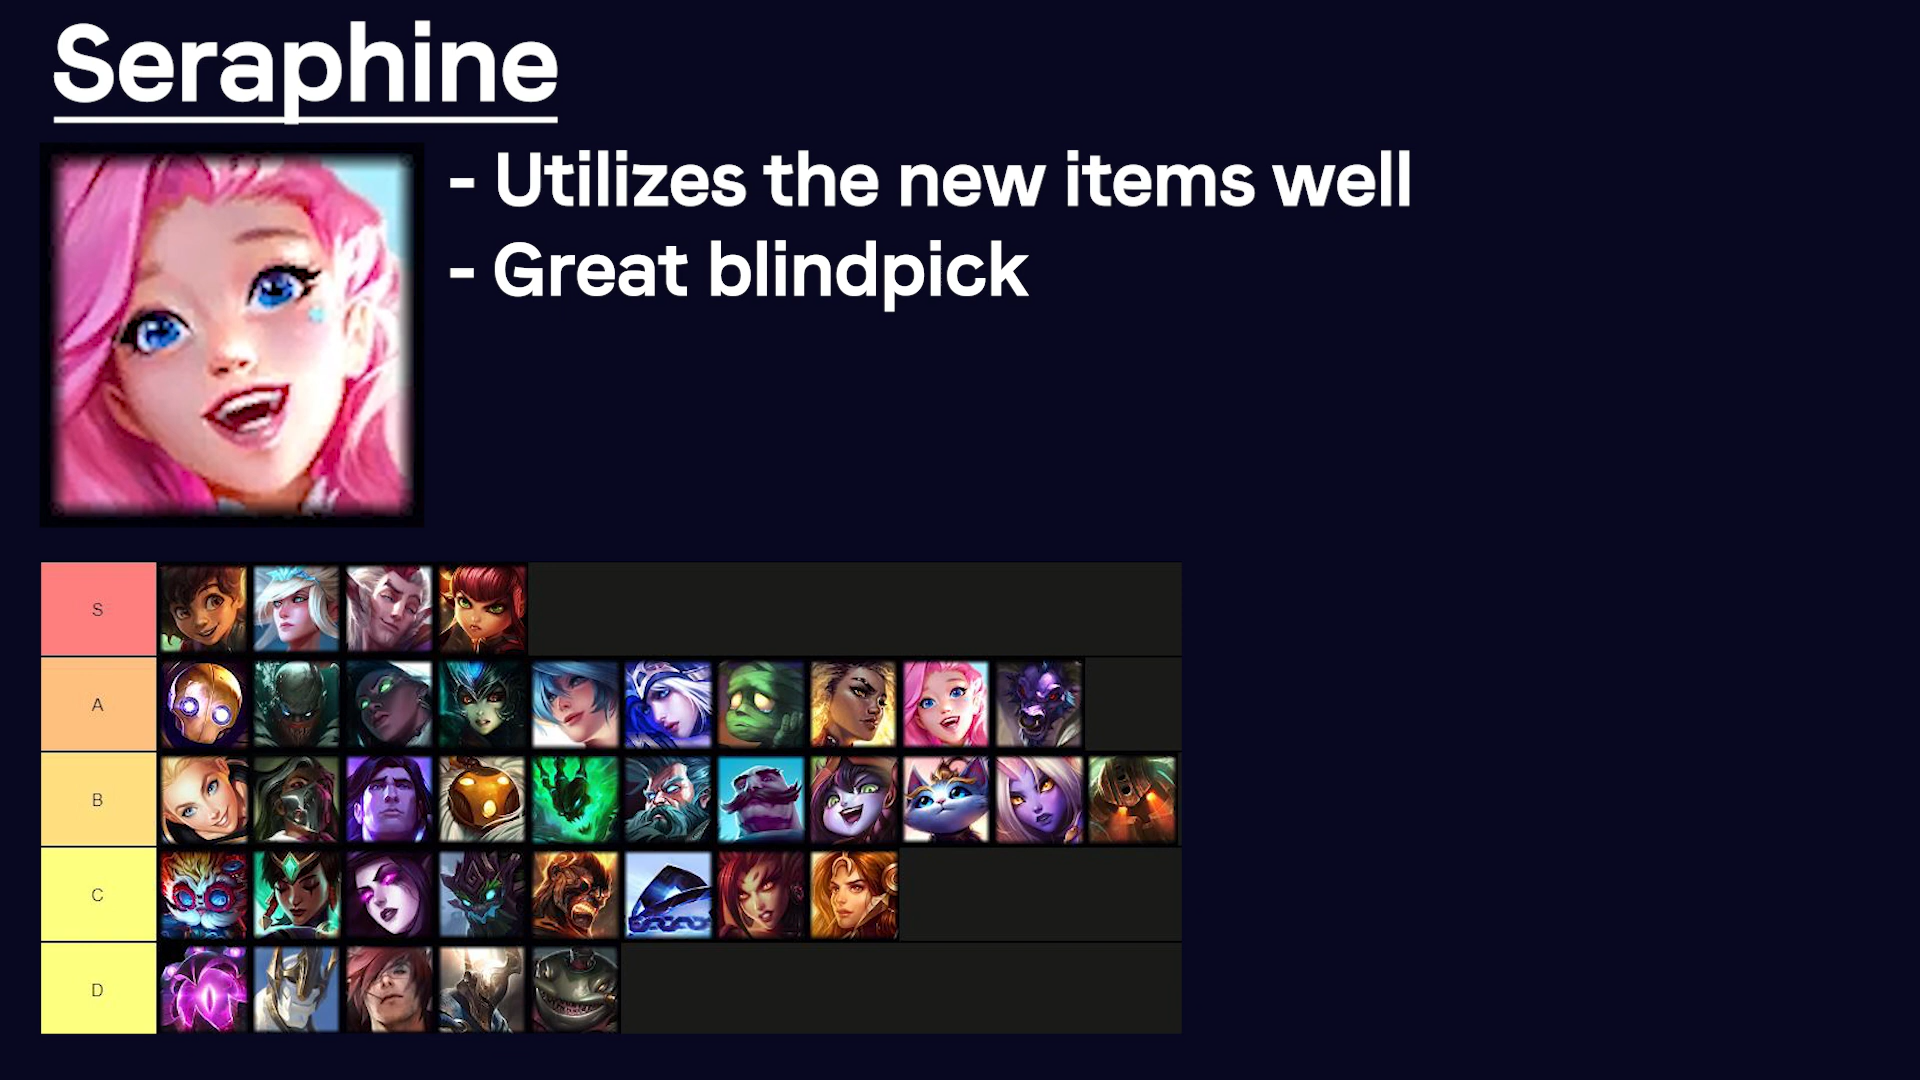 Seraphine
- Utilizes the new items well
- Great blindpick
S
A
B
C
D